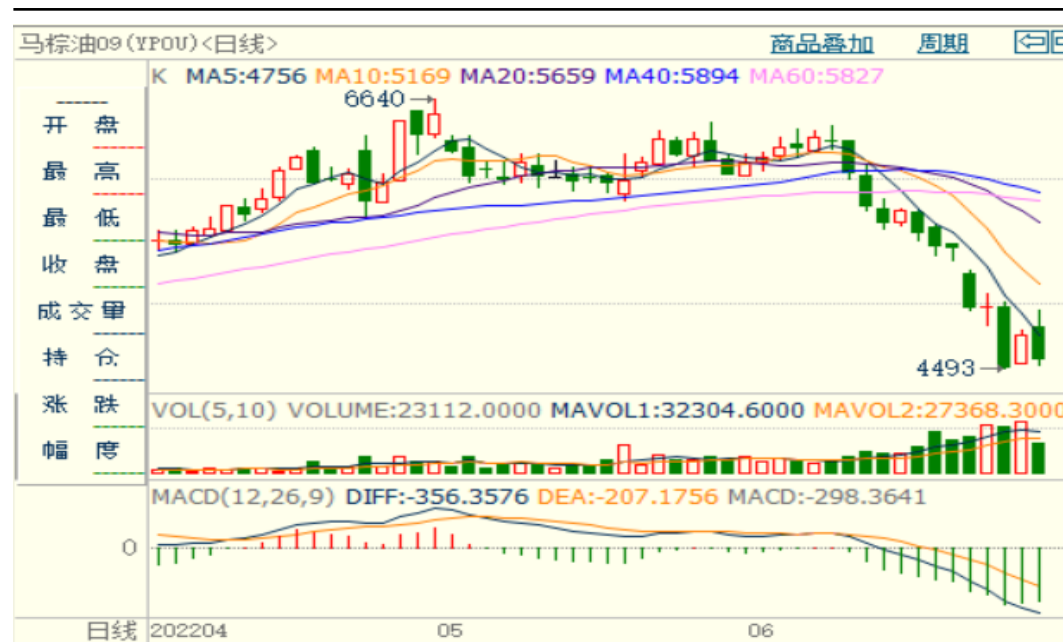 马棕油09(YPOU)<日线> 商品叠加 周期
K MA5:4756 MA10:5169 MA20:5659 MA40:5894 MA60:5827
6640
开盘
最高
最低
收盘
成交量
持仓
涨跌
幅度
4493
VOL(5,10) VOLUME:23112.0000 MAVOL1:32304.6000 MAVOL2:27368.3000
MACD(12,26,9) DIFF:-356.3576 DEA:-207.1756 MACD:-298.3641
0
日线 202204 05 06